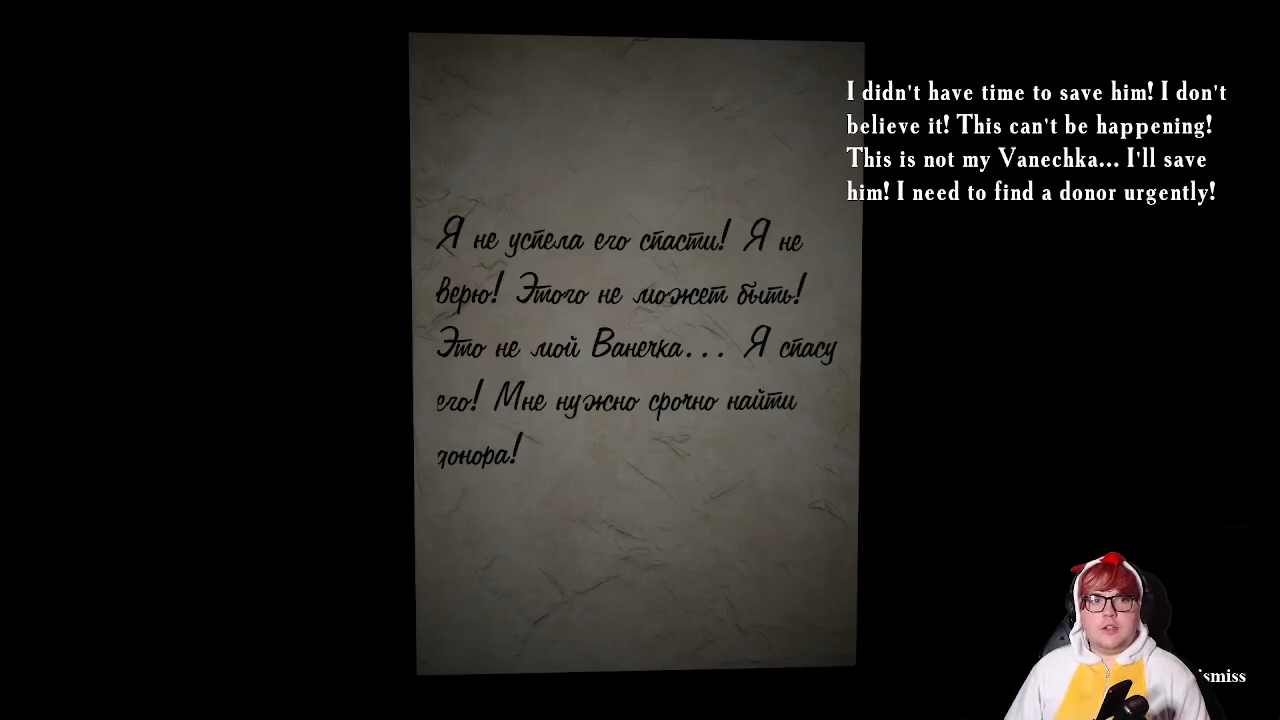 Я не успела его спасти! Я не
верю! Этого не может быть!
Это не мой Ванечка... Я спасу
его! Мне нужно срочно найти
донора!
I didn't have time to save him! I don't
believe it! This can't be happening!
This is not my Vanechka... I'll save
him! I need to find a donor urgently!